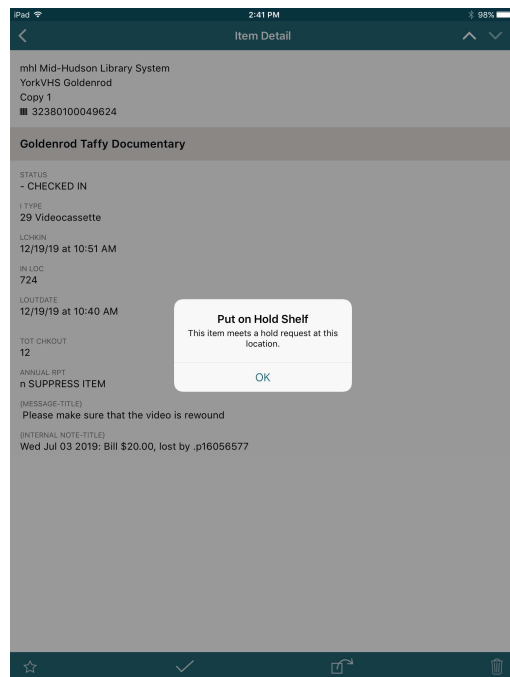 iPad 2:41 PM 98%
Item Detail
mhl Mid-Hudson Library System
YorkVHS Goldenrod
Copy 1
32380100049624
Goldenrod Taffy Documentary
STATUS
- CHECKED IN
I TYPE
29 Videocassette
LCHKIN
12/19/19 at 10:51 AM
IN LOC
724
LOUTDATE
12/19/19 at 10:40 AM
TOT CHKOUT
12
ANNUAL RPT
n SUPPRESS ITEM
(MESSAGE-TITLE)
Please make sure that the video is rewound
(INTERNAL NOTE-TITLE)
Wed Jul 03 2019: Bill $20.00, lost by .p16056577
Put on Hold Shelf
This item meets a hold request at this
location.
OK